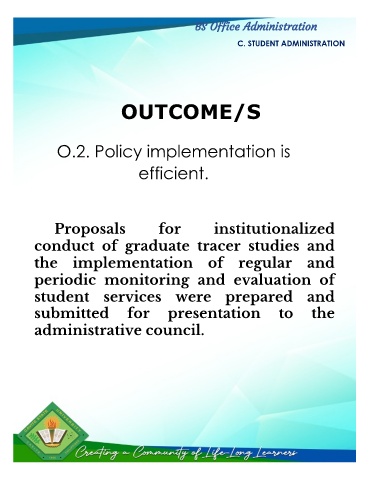 BS Office Administration
C. STUDENT ADMINISTRATION
OUTCOME/S
O.2. Policy implementation is
efficient.
Proposals for institutionalized
conduct of graduate tracer studies and
the implementation of regular and
periodic monitoring and evaluation of
student services were prepared and
submitted for presentation to the
administrative council.
Creating a Community of Life-Long Learners